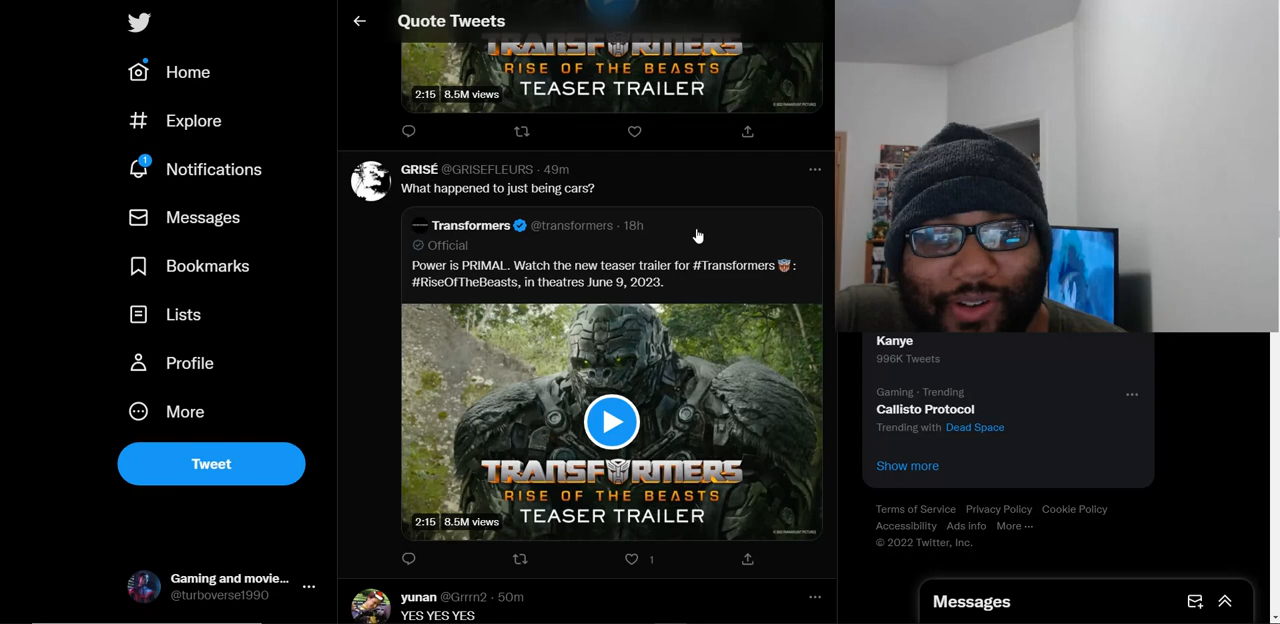 Quote Tweets
TRANSFORMERS
RISE OF THE BEASTS
TEASER TRAILER
2:15 8.5M views
Home
Explore
1
Notifications
Messages
Bookmarks
Lists
Profile
More
Tweet
Gaming and movie...
@turboverse1990
GRISÉ @GRISEFLEURS · 49m
What happened to just being cars?
Transformers @transformers · 18h
Official
Power is PRIMAL. Watch the new teaser trailer for #Transformers :
#RiseOfTheBeasts, in theatres June 9, 2023.
TRANSFORMERS
RISE OF THE BEASTS
TEASER TRAILER
2:15 8.5M views
1
yunan @Grrrn2 · 50m
YES YES YES
Kanye
996K Tweets
Gaming · Trending
Callisto Protocol
Trending with Dead Space
Show more
Terms of Service Privacy Policy Cookie Policy
Accessibility Ads info More ...
© 2022 Twitter, Inc.
Messages